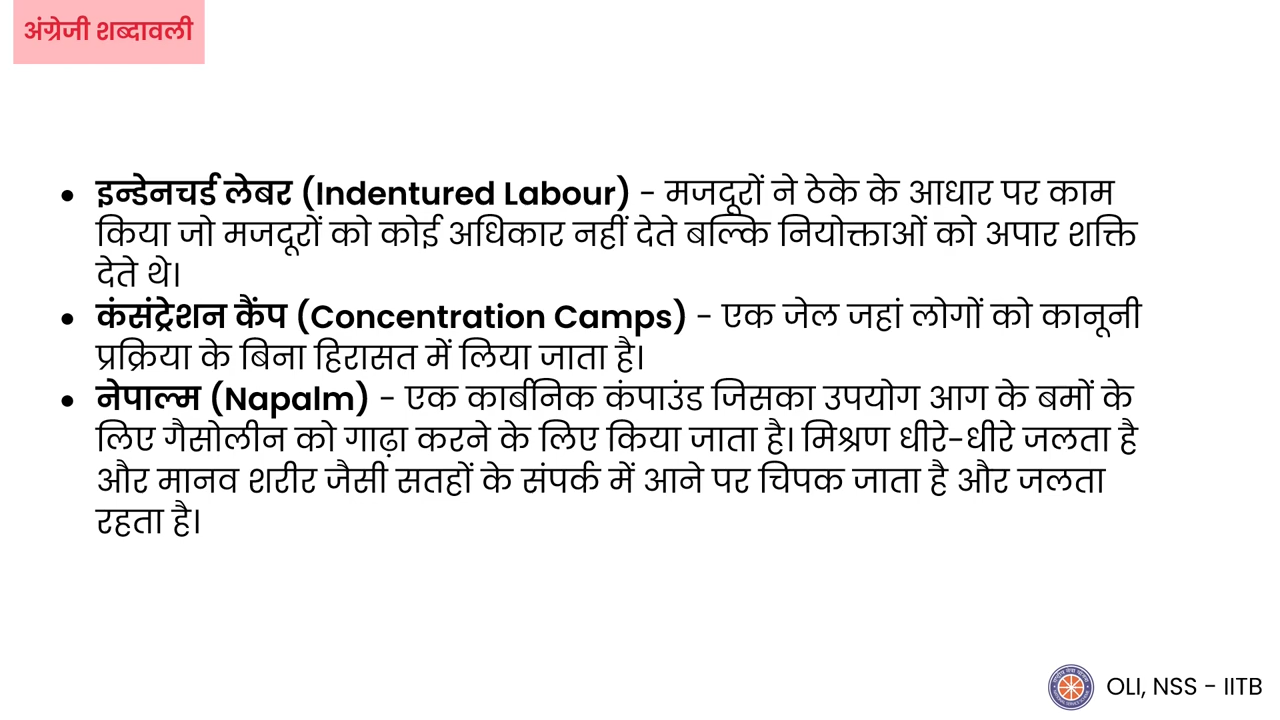 अंग्रेजी शब्दावली
• इन्डेनचर्ड लेबर (Indentured Labour) - मजदूरों ने ठेके के आधार पर काम
किया जो मजदूरों को कोई अधिकार नहीं देते बल्कि नियोक्ताओं को अपार शक्ति
देते थे।
• कंसंट्रेशन कैंप (Concentration Camps) - एक जेल जहां लोगों को कानूनी
प्रक्रिया के बिना हिरासत में लिया जाता है।
• नेपाल्म (Napalm) - एक कार्बनिक कंपाउंड जिसका उपयोग आग के बमों के
लिए गैसोलीन को गाढ़ा करने के लिए किया जाता है। मिश्रण धीरे-धीरे जलता है
और मानव शरीर जैसी सतहों के संपर्क में आने पर चिपक जाता है और जलता
रहता है।
OLI, NSS - IITB